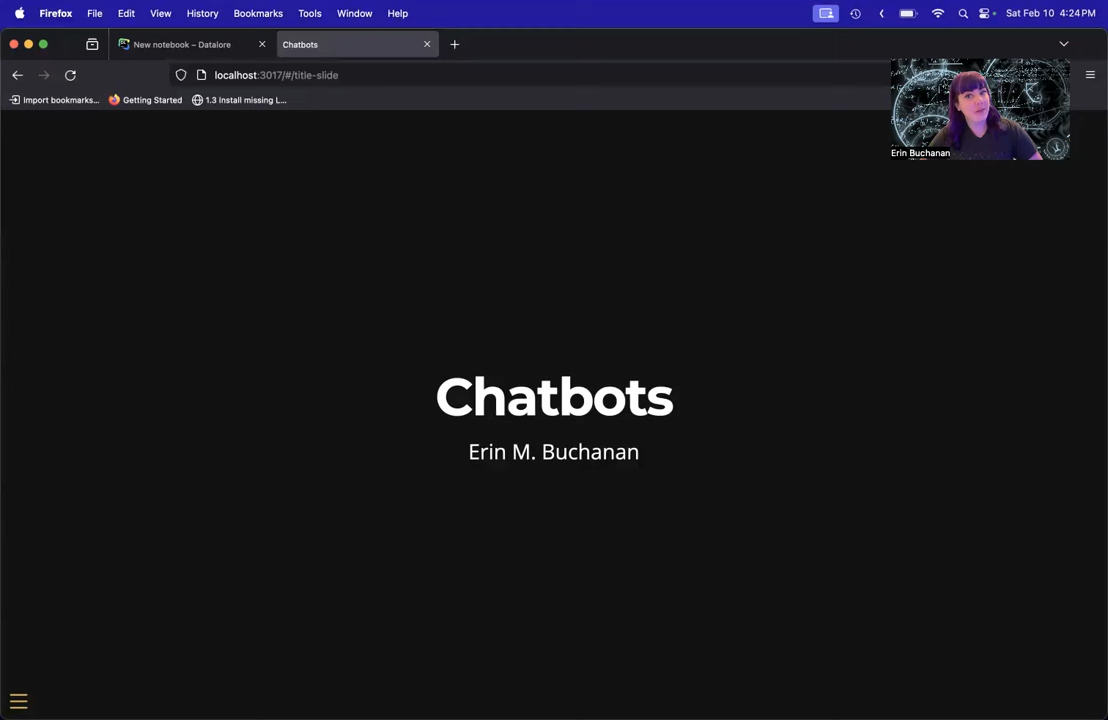 Firefox File Edit View History Bookmarks Tools Window Help Sat Feb 10 4:24 PM
New notebook – Datalore
Chatbots
localhost:3017/#/title-slide
Import bookmarks... Getting Started 1.3 Install missing L...
Erin Buchanan
Chatbots
Erin M. Buchanan